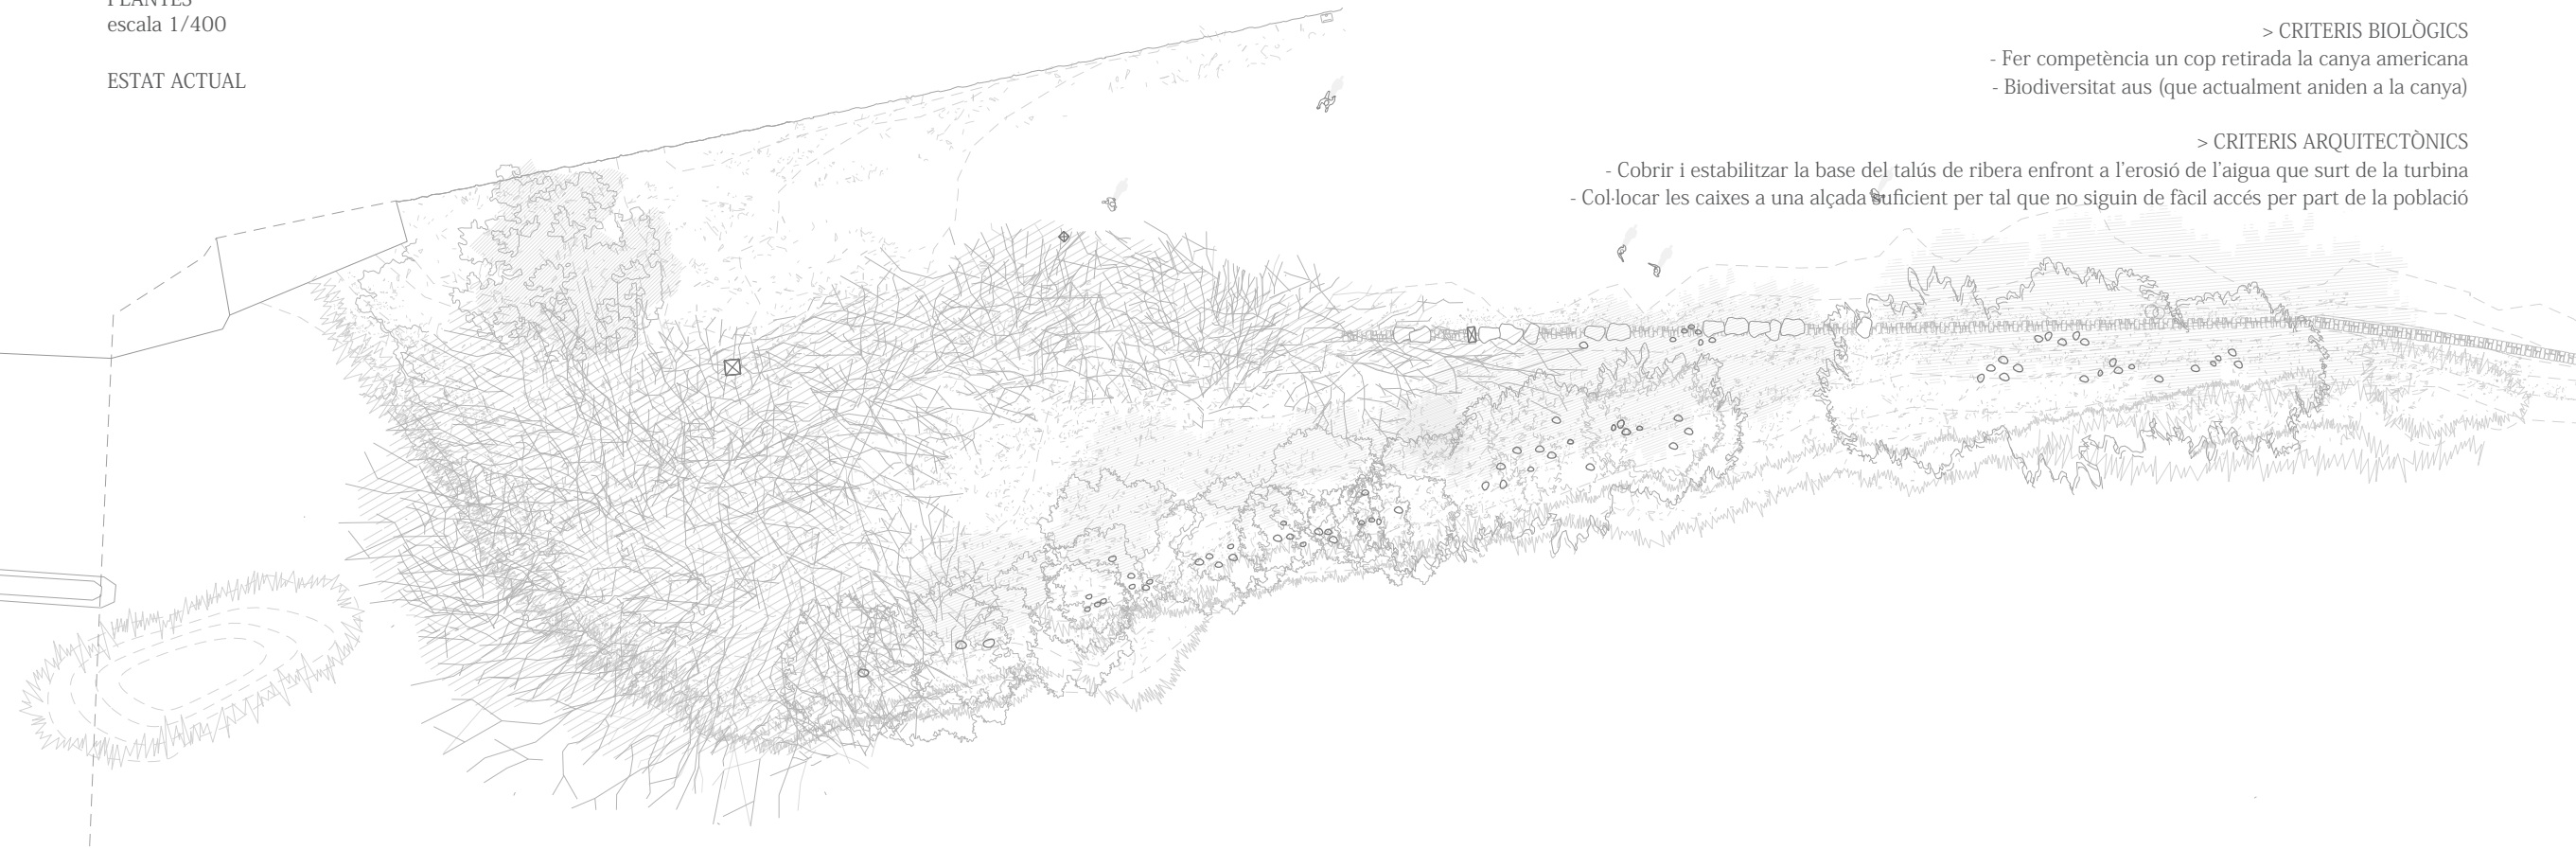 PLANTES
escala 1/400
ESTAT ACTUAL
> CRITERIS BIOLÒGICS
- Fer competència un cop retirada la canya americana
- Biodiversitat aus (que actualment aniden a la canya)
> CRITERIS ARQUITECTÒNICS
- Cobrir i estabilitzar la base del talús de ribera enfront a l'erosió de l'aigua que surt de la turbina
- Col·locar les caixes a una alçada suficient per tal que no siguin de fàcil accés per part de la població